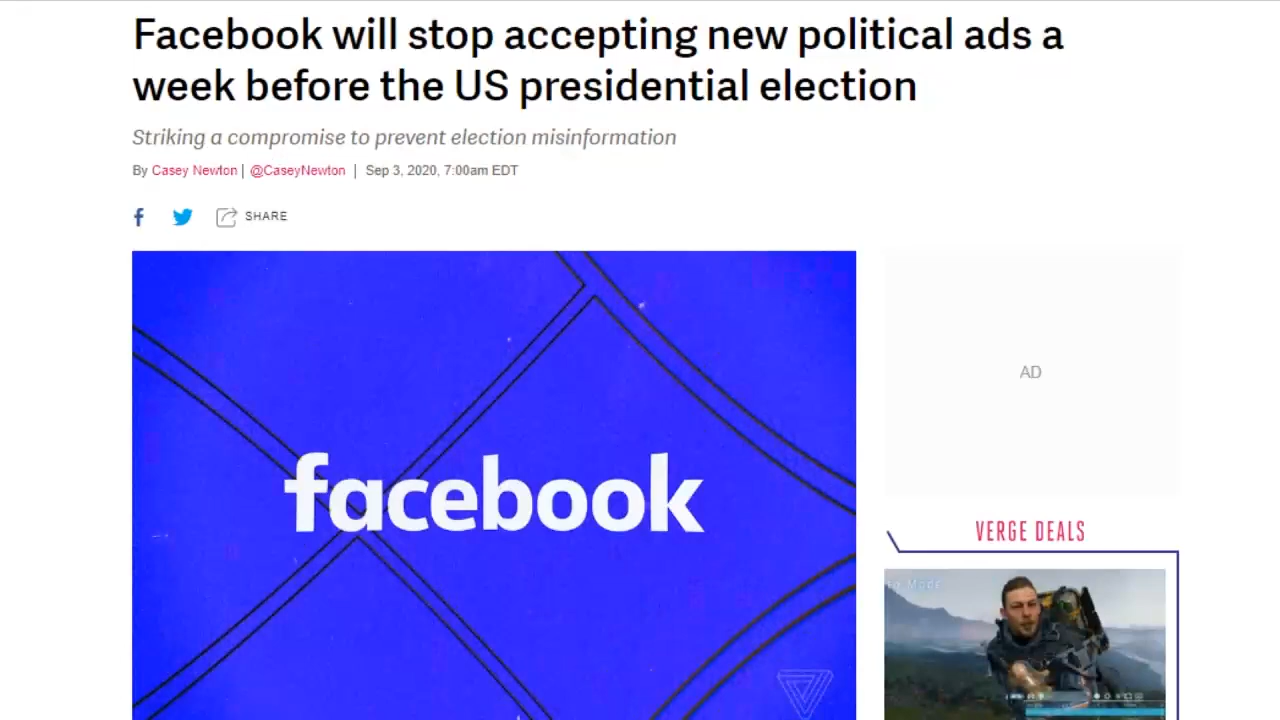 Facebook will stop accepting new political ads a
week before the US presidential election
Striking a compromise to prevent election misinformation
By Casey Newton | @CaseyNewton | Sep 3, 2020, 7:00am EDT
SHARE
facebook
AD
VERGE DEALS